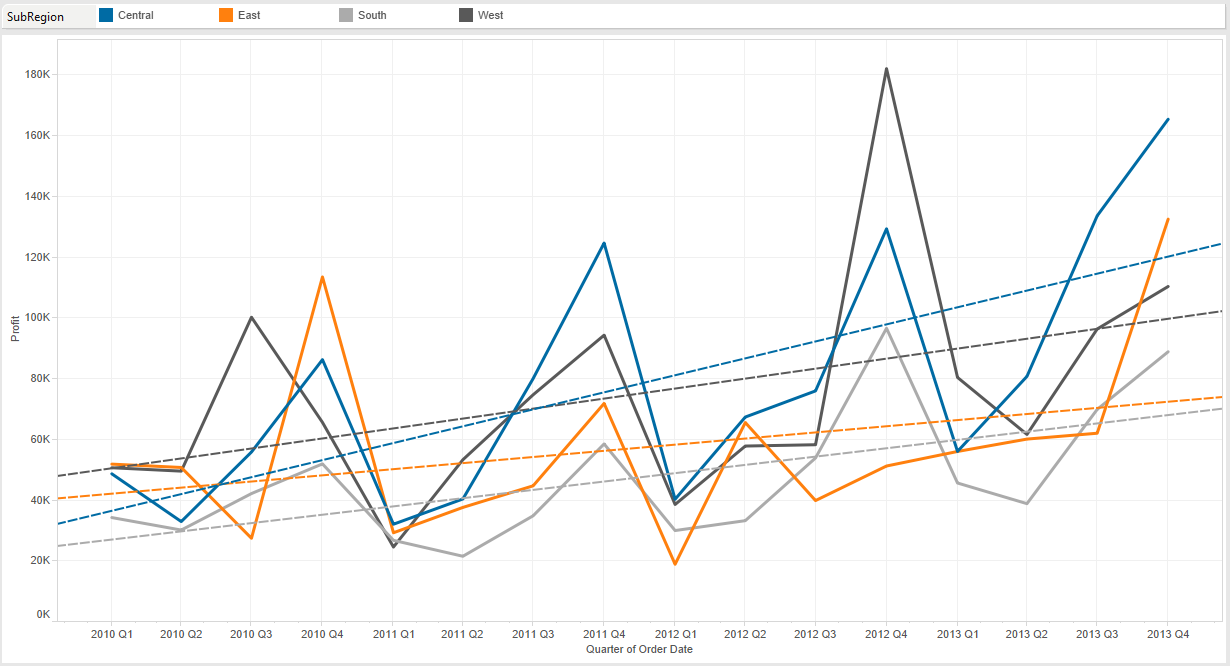 SubRegion Central East South West
180K
160K
140K
120K
100K
80K
60K
40K
20K
0K
Profit
2010 Q1 2010 Q2 2010 Q3 2010 Q4 2011 Q1 2011 Q2 2011 Q3 2011 Q4 2012 Q1 2012 Q2 2012 Q3 2012 Q4 2013 Q1 2013 Q2 2013 Q3 2013 Q4
Quarter of Order Date